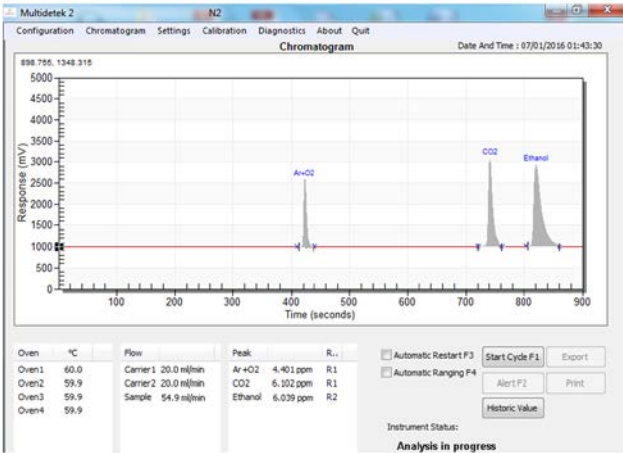 Multidetek 2 N2
Configuration Chromatogram Settings Calibration Diagnostics About Quit
Chromatogram Date And Time : 07/01/2016 01:43:30
898.755, 1348.315
5000
4500
4000
3500
3000
2500
2000
1500
1000
500
0
Response (mV)
Ar+O2
CO2
Ethanol
100 200 300 400 500 600 700 800 900
Time (seconds)
Oven °C
Oven1 60.0
Oven2 59.9
Oven3 59.9
Oven4 59.9
Flow
Carrier1 20.0 ml/min
Carrier2 20.0 ml/min
Sample 54.9 ml/min
Peak R..
Ar+O2 4.401 ppm R1
CO2 6.102 ppm R1
Ethanol 6.039 ppm R2
Automatic Restart F3
Automatic Ranging F4
Start Cycle F1 Export
Alert F2 Print
Historic Value
Instrument Status:
Analysis in progress